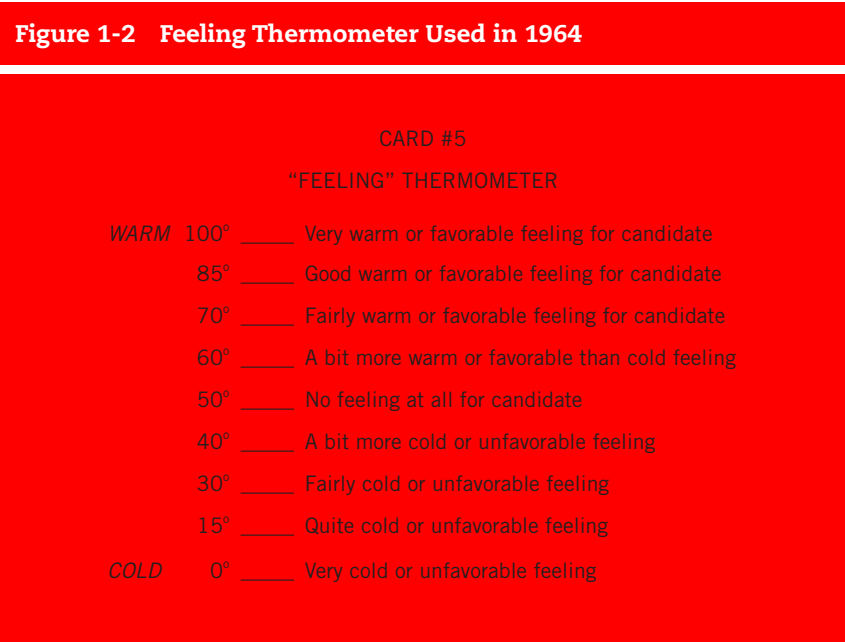 Figure 1-2 Feeling Thermometer Used in 1964
CARD #5
“FEELING” THERMOMETER
WARM 100° _____ Very warm or favorable feeling for candidate
85° _____ Good warm or favorable feeling for candidate
70° _____ Fairly warm or favorable feeling for candidate
60° _____ A bit more warm or favorable than cold feeling
50° _____ No feeling at all for candidate
40° _____ A bit more cold or unfavorable feeling
30° _____ Fairly cold or unfavorable feeling
15° _____ Quite cold or unfavorable feeling
COLD 0° _____ Very cold or unfavorable feeling